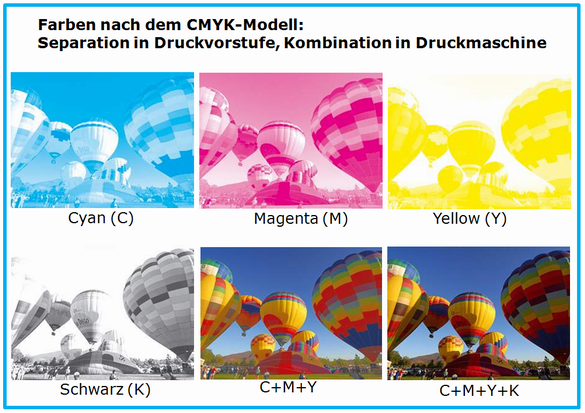 Farben nach dem CMYK-Modell:
Separation in Druckvorstufe, Kombination in Druckmaschine
Cyan (C)
Magenta (M)
Yellow (Y)
Schwarz (K)
C+M+Y
C+M+Y+K